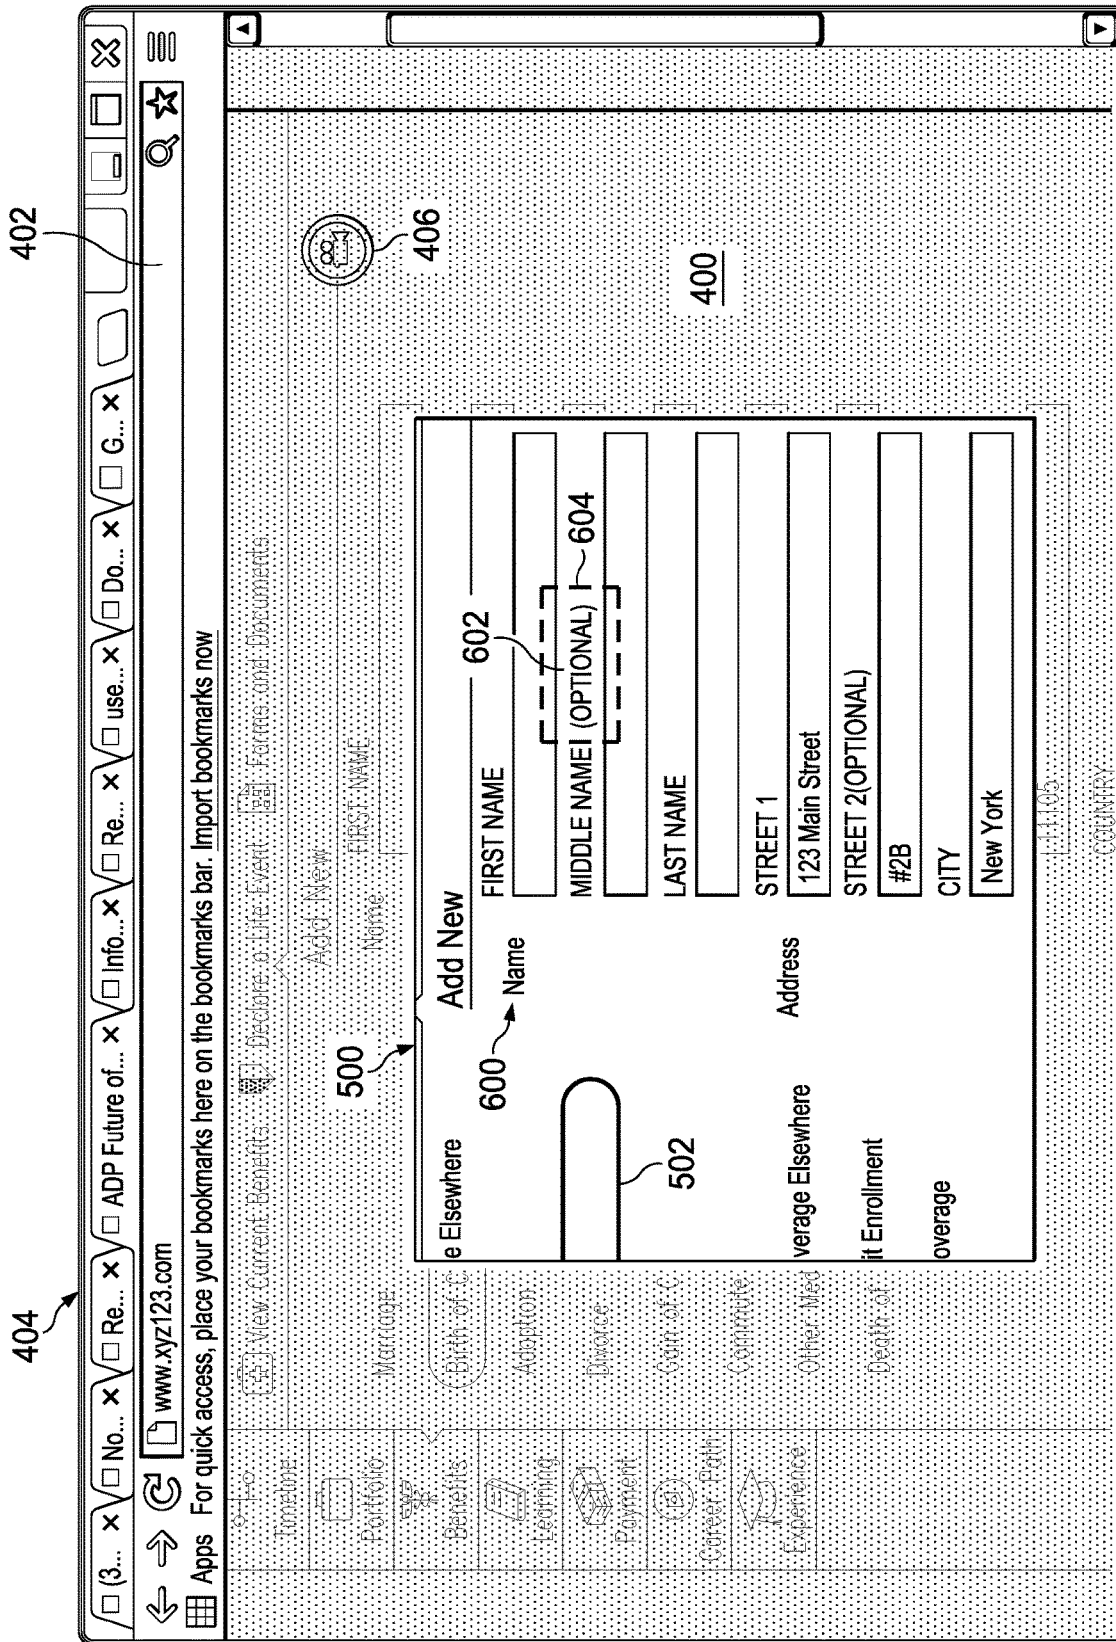 404
402
(3... No... Re... ADP Future of... Info... Re... use... Do... G...
www.xyz123.com
Apps For quick access, place your bookmarks here on the bookmarks bar. Import bookmarks now
View Current Benefits Declare a Life Event Forms and Documents
Timeline
Portfolio
Benefits
Learning
Payment
Career Path
Experience
Marriage
Birth of C
Adoption
Divorce
Gain of C
Commute
Other Med
Death of
Add New
Name
FIRST NAME
406
400
500
e Elsewhere
502
verage Elsewhere
it Enrollment
overage
Add New
600
Name
602
FIRST NAME
MIDDLE NAME (OPTIONAL)
604
LAST NAME
Address
STREET 1
123 Main Street
STREET 2(OPTIONAL)
#2B
CITY
New York
11105
COUNTRY